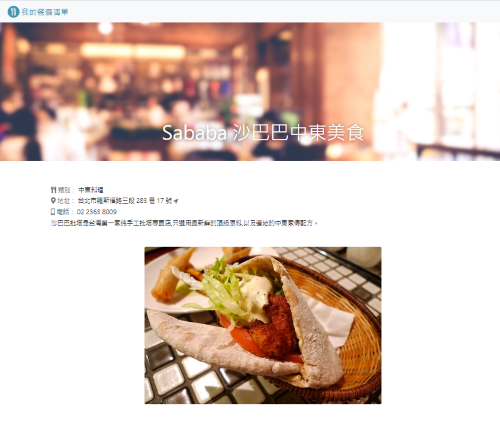 我的餐廳清單
Sababa 沙巴巴中東美食
類別： 中東料理
地址： 台北市羅斯福路三段 283 巷 17 號
電話： 02 2363 8009
沙巴巴批塔是台灣第一家純手工批塔專賣店,只選用最新鮮的頂級原料,以及道地的中東家傳配方。